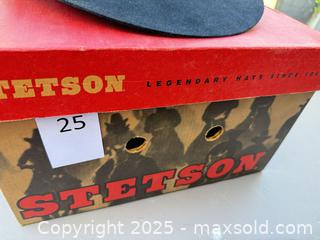 STETSON LEGENDARY HATS SINCE
25
STETSON
Copyright © 2025 - maxsold.com